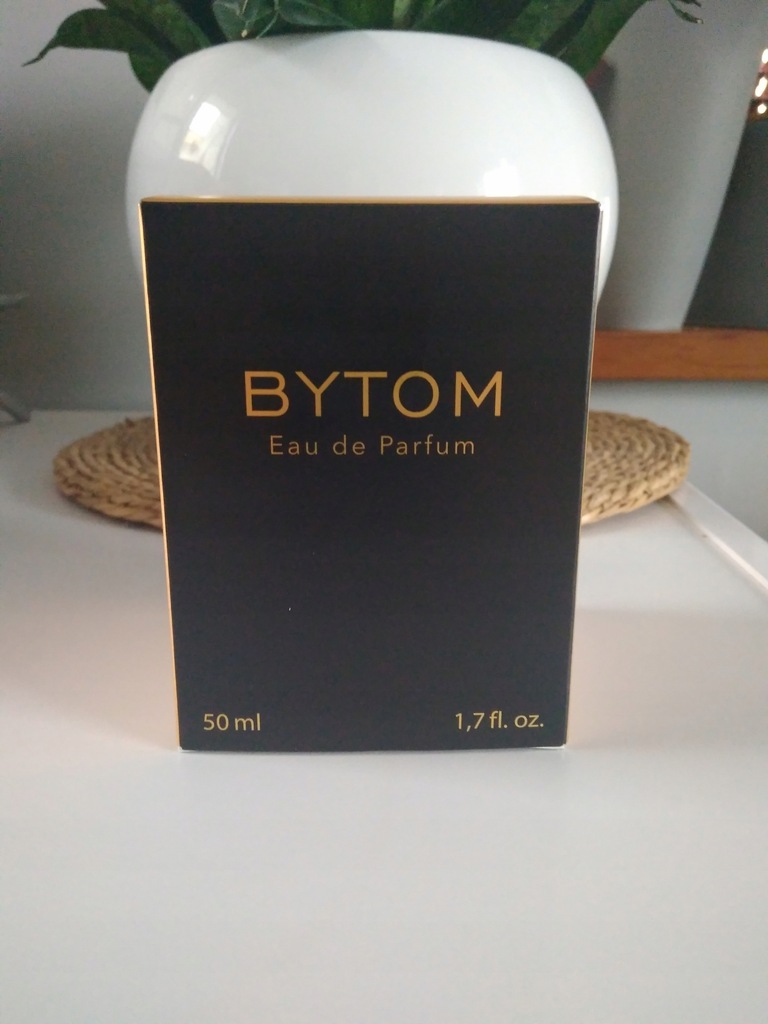 BYTOM
Eau de Parfum
50 ml
1,7 fl. oz.